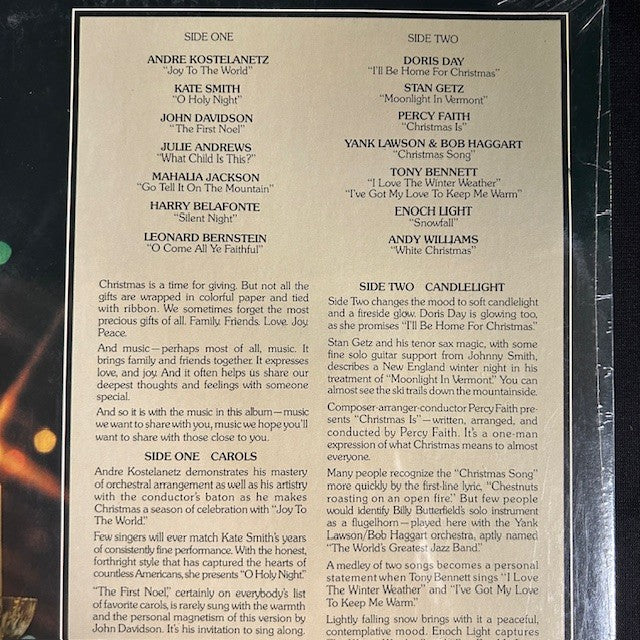 SIDE ONE
ANDRE KOSTELANETZ
"Joy To The World"
KATE SMITH
"O Holy Night"
JOHN DAVIDSON
"The First Noel"
JULIE ANDREWS
"What Child Is This?"
MAHALIA JACKSON
"Go Tell It On The Mountain"
HARRY BELAFONTE
"Silent Night"
LEONARD BERNSTEIN
"O Come All Ye Faithful"
SIDE TWO
DORIS DAY
"I'll Be Home For Christmas"
STAN GETZ
"Moonlight In Vermont"
PERCY FAITH
"Christmas Is"
YANK LAWSON & BOB HAGGART
"Christmas Song"
TONY BENNETT
"I Love The Winter Weather"
"I've Got My Love To Keep Me Warm"
ENOCH LIGHT
"Snowfall"
ANDY WILLIAMS
"White Christmas"
Christmas is a time for giving. But not all the
gifts are wrapped in colorful paper and tied
with ribbon. We sometimes forget the most
precious gifts of all. Family. Friends. Love. Joy.
Peace.
And music—perhaps most of all, music. It
brings family and friends together. It expresses
love, and joy. And it often helps us share our
deepest thoughts and feelings with someone
special.
And so it is with the music in this album—music
we want to share with you, music we hope you'll
want to share with those close to you.
SIDE ONE CAROLS
Andre Kostelanetz demonstrates his mastery
of orchestral arrangement as well as his artistry
with the conductor's baton as he makes
Christmas a season of celebration with "Joy To
The World."
Few singers will ever match Kate Smith's years
of consistently fine performance. With the honest,
forthright style that has captured the hearts of
countless Americans, she presents "O Holy Night."
"The First Noel," certainly on everybody's list
of favorite carols, is rarely sung with the warmth
and the personal magnetism of this version by
John Davidson. It's his invitation to sing along.
SIDE TWO CANDLELIGHT
Side Two changes the mood to soft candlelight
and a fireside glow. Doris Day is glowing too,
as she promises "I'll Be Home For Christmas."
Stan Getz and his tenor sax magic, with some
fine solo guitar support from Johnny Smith,
describes a New England winter night in his
treatment of "Moonlight In Vermont." You can
almost see the ski trails down the mountainside.
Composer-arranger-conductor Percy Faith pre-
sents "Christmas Is"—written, arranged, and
conducted by Percy Faith. It's a one-man
expression of what Christmas means to almost
everyone.
Many people recognize the "Christmas Song"
more quickly by the first-line lyric, "Chestnuts
roasting on an open fire." But few people
would identify Billy Butterfield's solo instrument
as a flugelhorn—played here with the Yank
Lawson/Bob Haggart orchestra, aptly named
"The World's Greatest Jazz Band."
A medley of two songs becomes a personal
statement when Tony Bennett sings "I Love
The Winter Weather" and "I've Got My Love
To Keep Me Warm."
Lightly falling snow brings with it a peaceful,
contemplative mood. Enoch Light captures